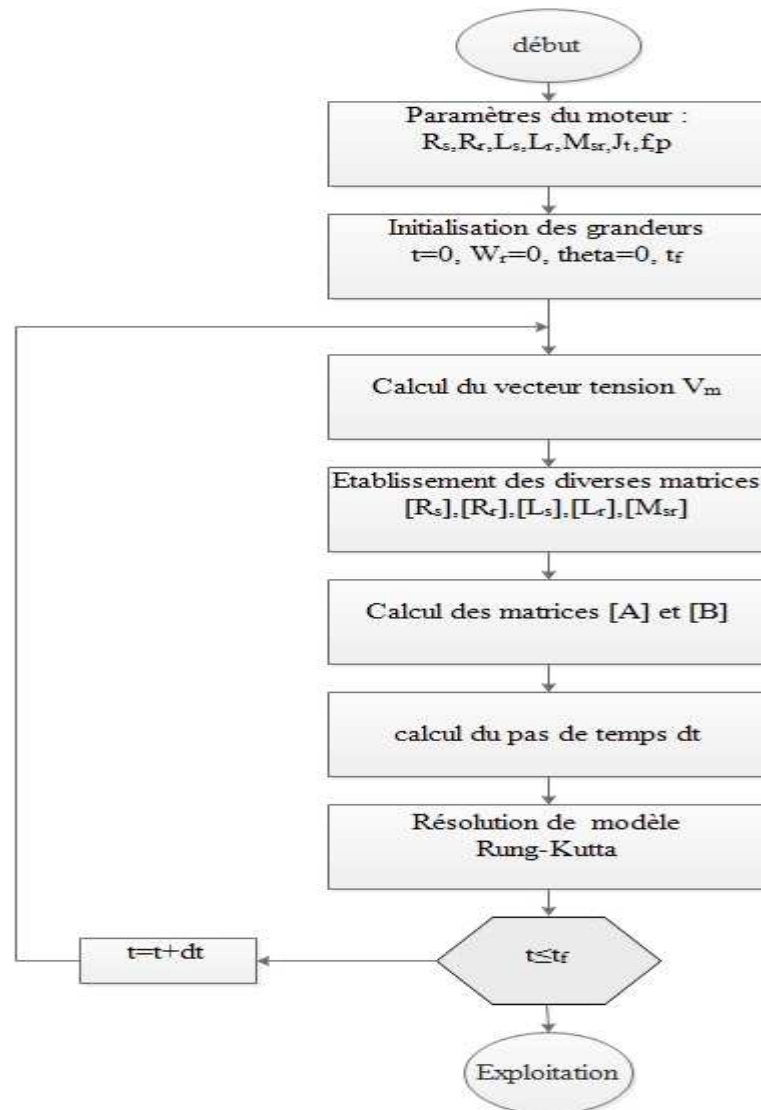 début
Paramètres du moteur :
Rs,Rr,Ls,Lr,Msr,Jt,f,p
Initialisation des grandeurs
t=0, Wr=0, theta=0, tf
Calcul du vecteur tension Vm
Etablissement des diverses matrices
[Rs],[Rr],[Ls],[Lr],[Msr]
Calcul des matrices [A] et [B]
calcul du pas de temps dt
Résolution de modèle
Rung-Kutta
t=t+dt
t≤tf
Exploitation